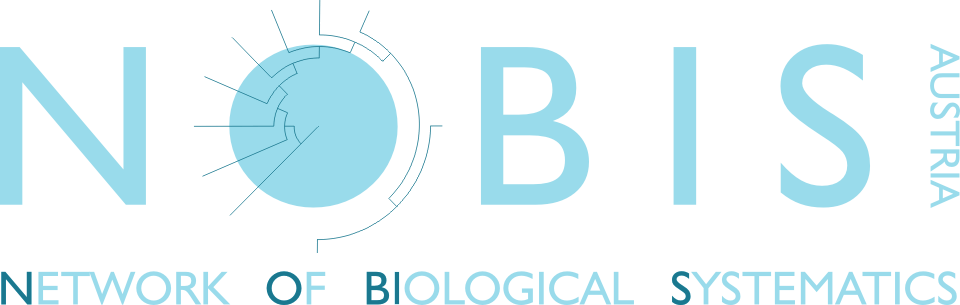 NOBIS
AUSTRIA
NETWORK OF BIOLOGICAL SYSTEMATICS